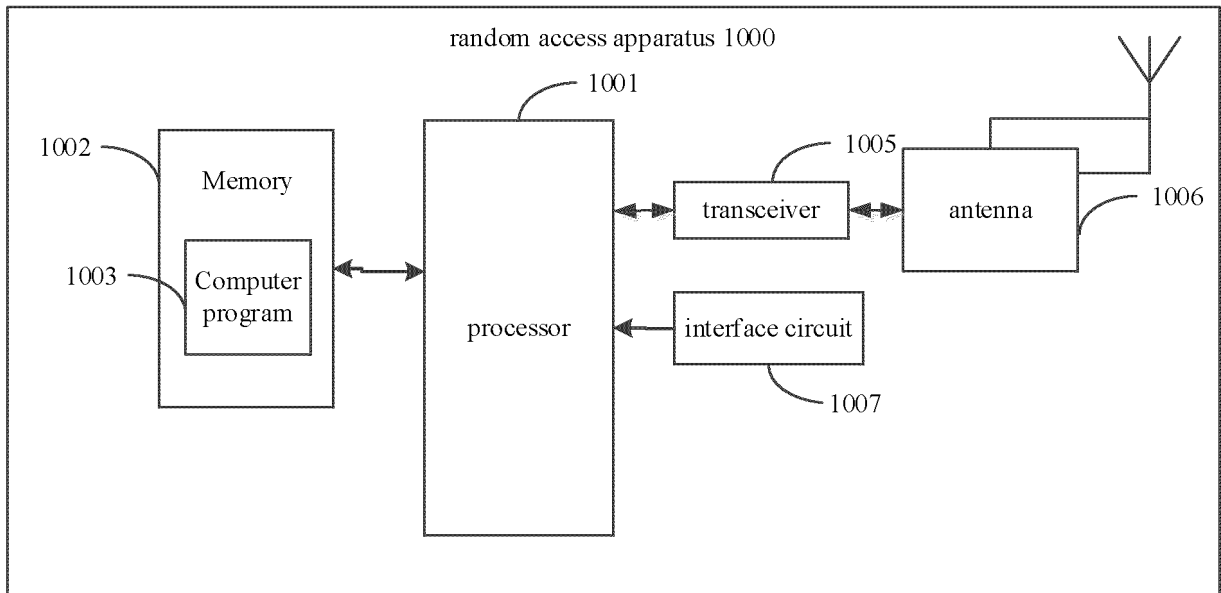 random access apparatus 1000
1001
1002
Memory
1003
Computer
program
processor
1005
transceiver
antenna
1006
interface circuit
1007